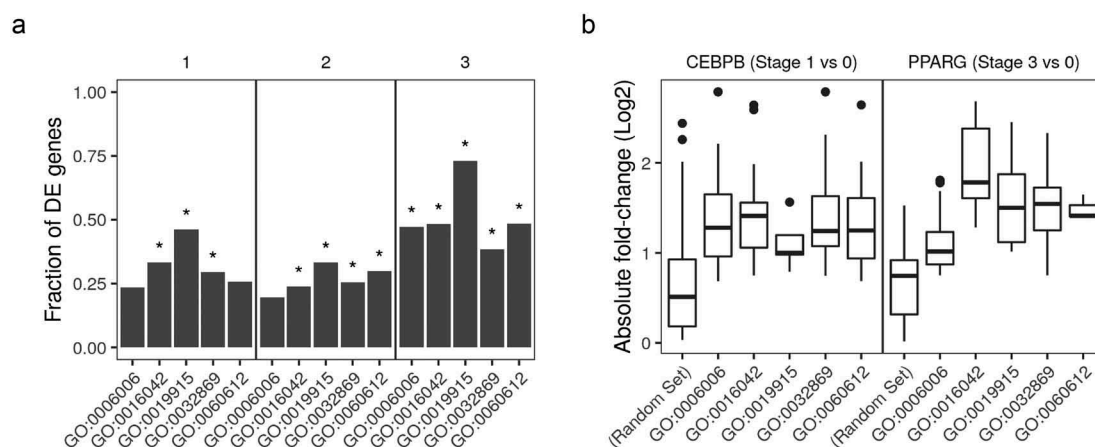 a
1 2 3
Fraction of DE genes
1.00
0.75
0.50
0.25
0.00
* * *
* * * *
* * * * *
GO:0006006
GO:0016042
GO:0019915
GO:0032869
GO:0060612
GO:0006006
GO:0016042
GO:0019915
GO:0032869
GO:0060612
GO:0006006
GO:0016042
GO:0019915
GO:0032869
GO:0060612
b
CEBPB (Stage 1 vs 0) PPARG (Stage 3 vs 0)
Absolute fold-change (Log2)
2
1
0
(Random Set)
GO:0006006
GO:0016042
GO:0019915
GO:0032869
GO:0060612
(Random Set)
GO:0006006
GO:0016042
GO:0019915
GO:0032869
GO:0060612